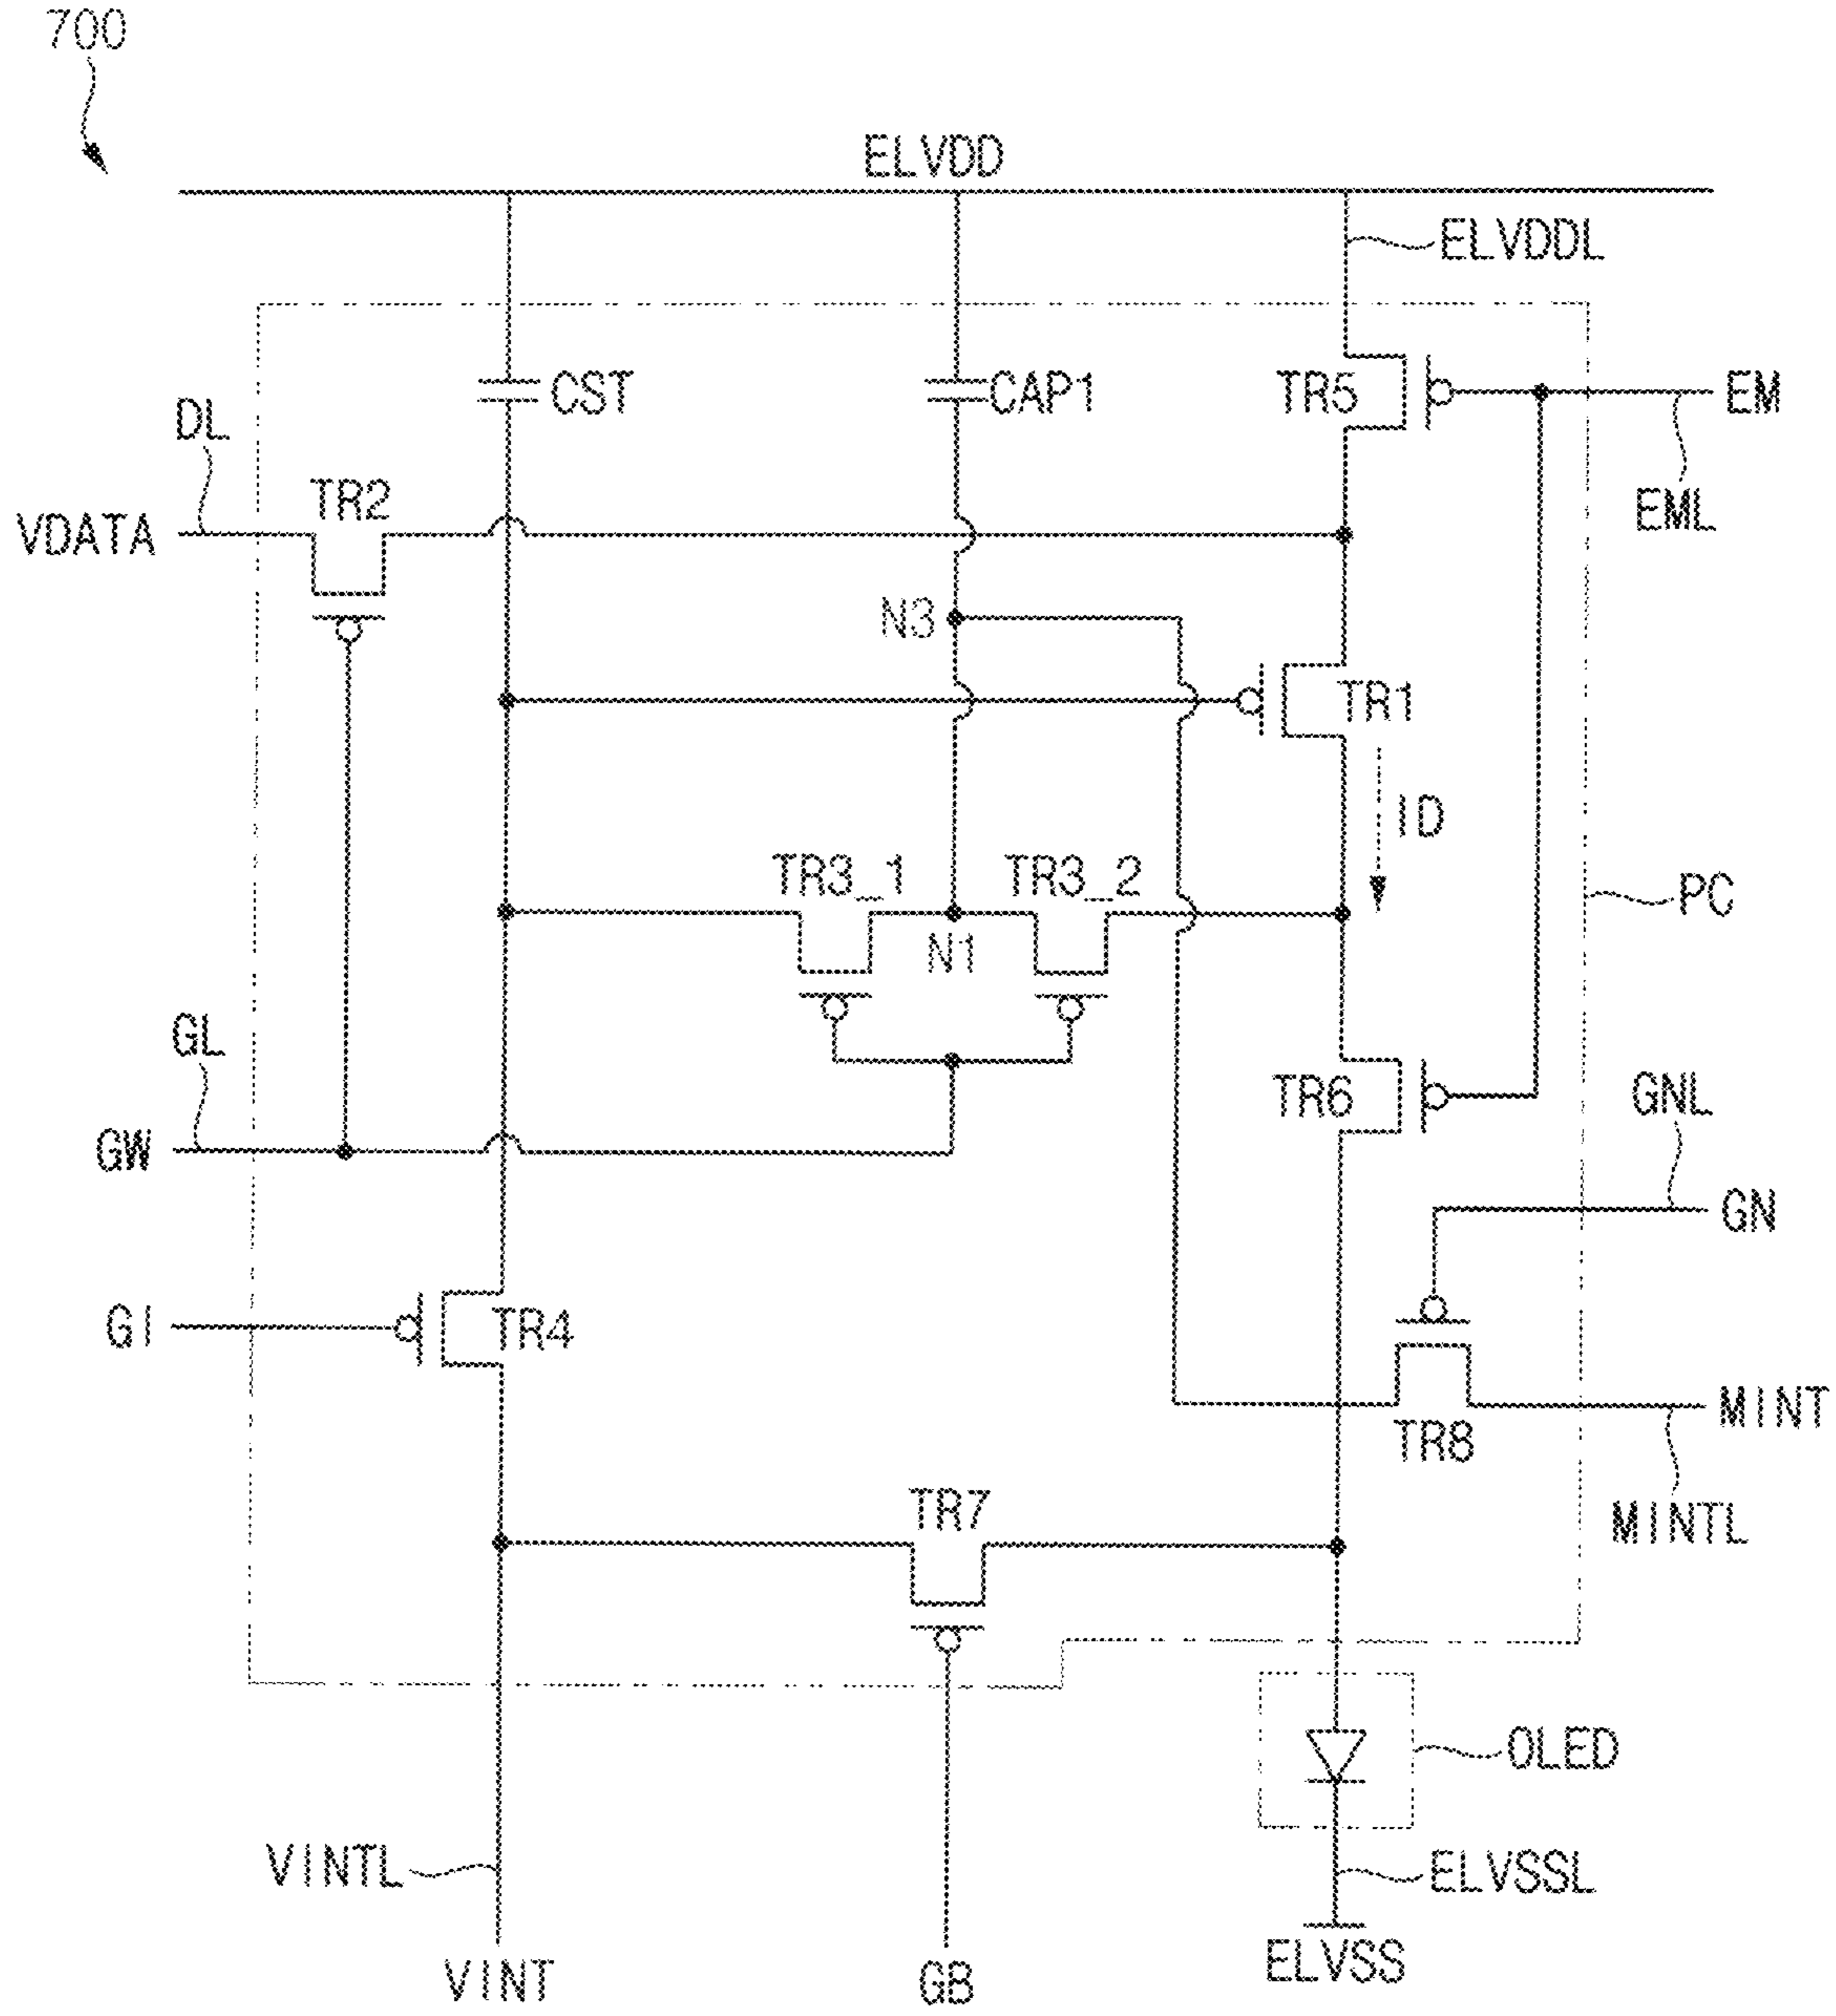 700
ELVDD
ELVDDL
CST
CAP1
TR5
EM
DL
TR2
EML
VDATA
N3
TR1
ID
TR3_1
TR3_2
PC
N1
GL
TR6
GNL
GW
GN
GI
TR4
MINT
TR8
TR7
MINTL
OLED
VINTL
ELVSSL
VINT
GB
ELVSS